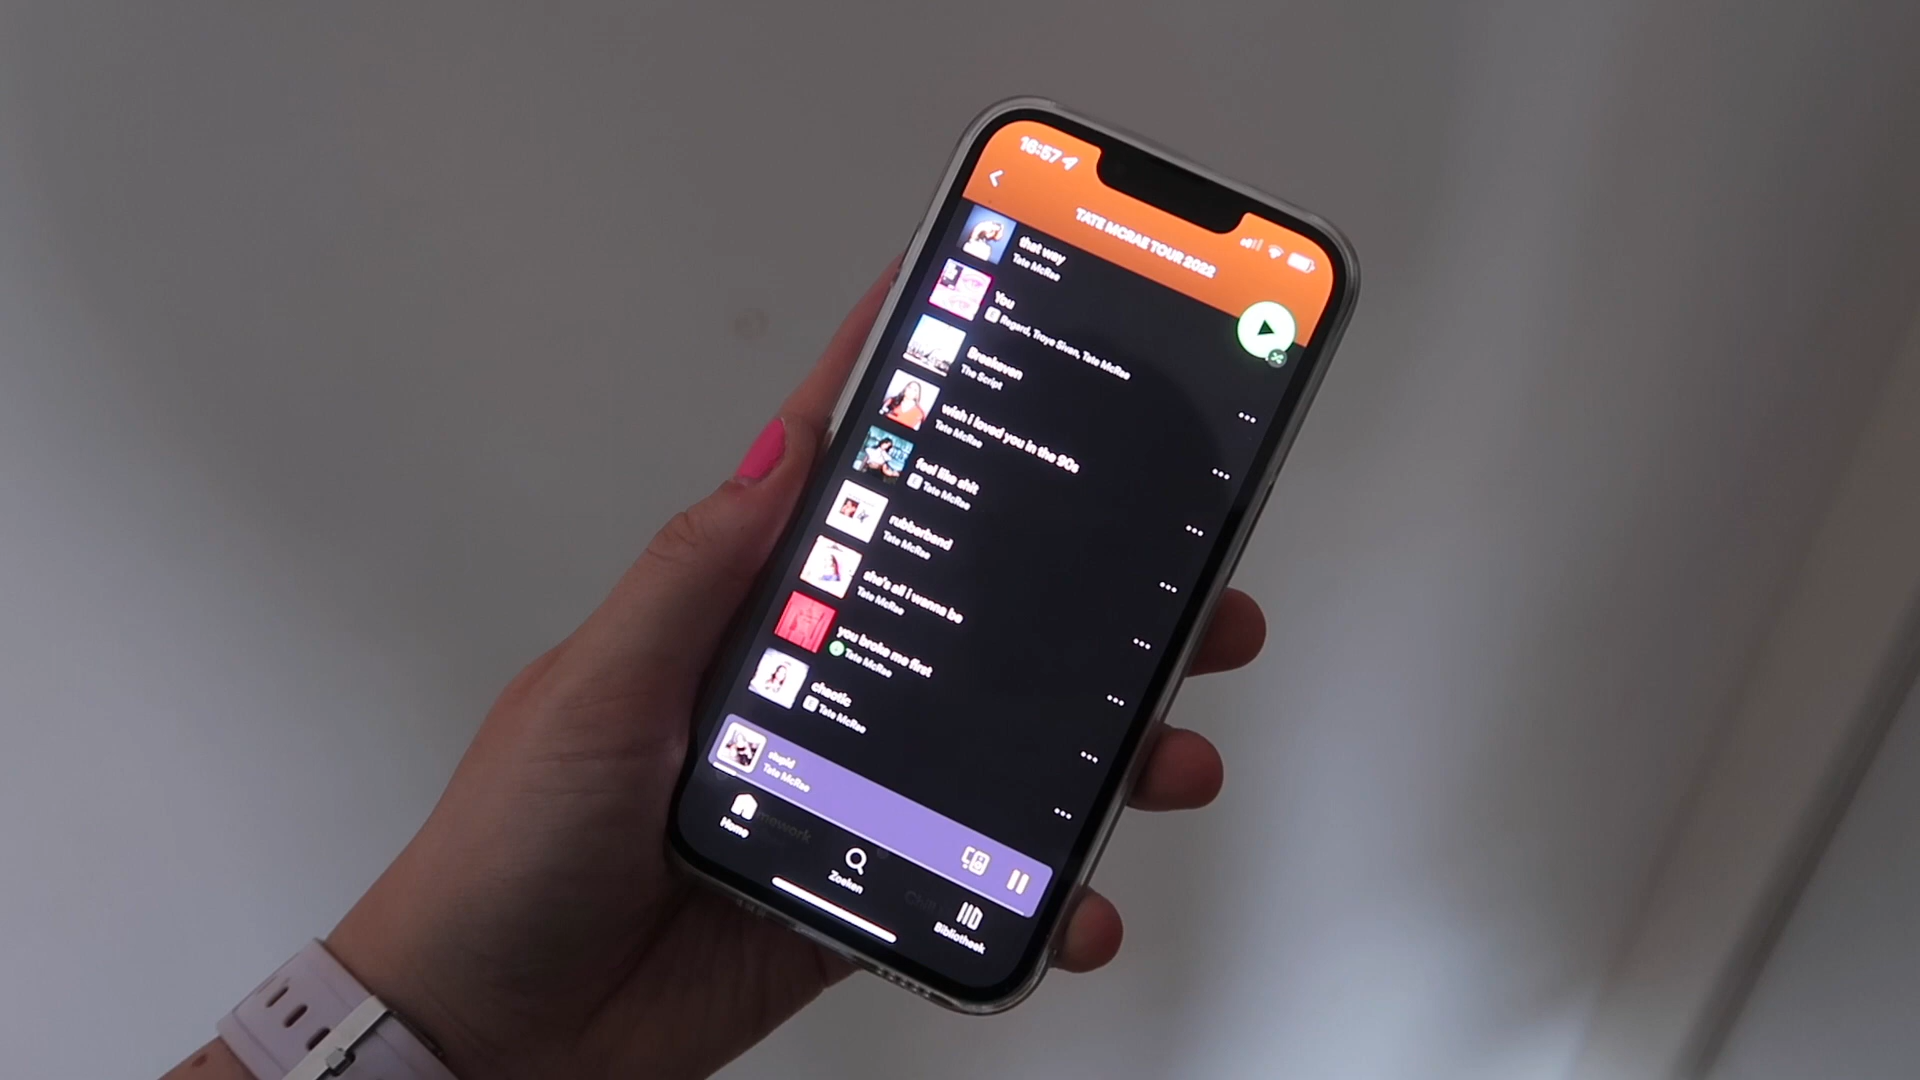 16:57
TATE MCRAE TOUR 2022
that way
Tate McRae
You
E Regard, Troye Sivan, Tate McRae
Breakeven
The Script
wish i loved you in the 90s
Tate McRae
feel like shit
E Tate McRae
rubberband
Tate McRae
she's all i wanna be
Tate McRae
you broke me first
Tate McRae
chaotic
E Tate McRae
stupid
Tate McRae
Home
Zoeken
Bibliotheek